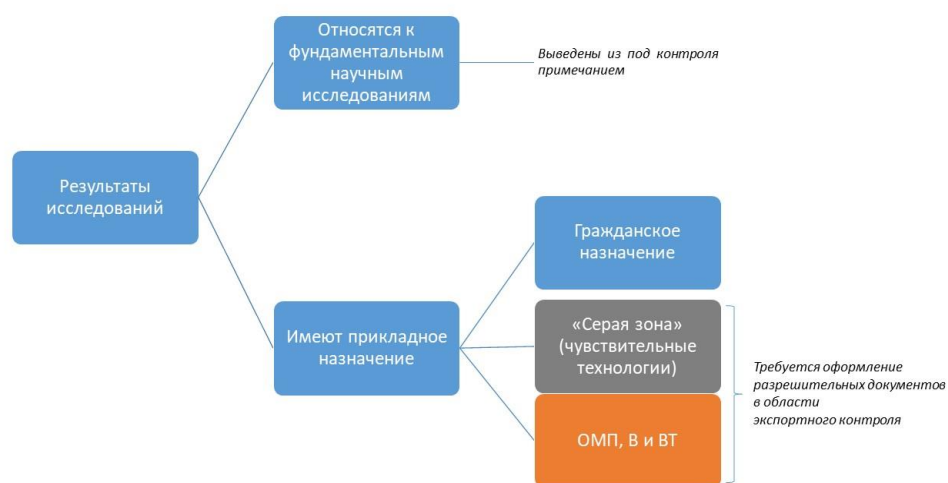 Относятся к
фундаментальным
научным
исследованиям
Выведены из под контроля
примечанием
Результаты
исследований
Гражданское
назначение
Имеют прикладное
назначение
«Серая зона»
(чувствительные
технологии)
Требуется оформление
разрешительных документов
в области
экспортного контроля
ОМП, В и ВТ